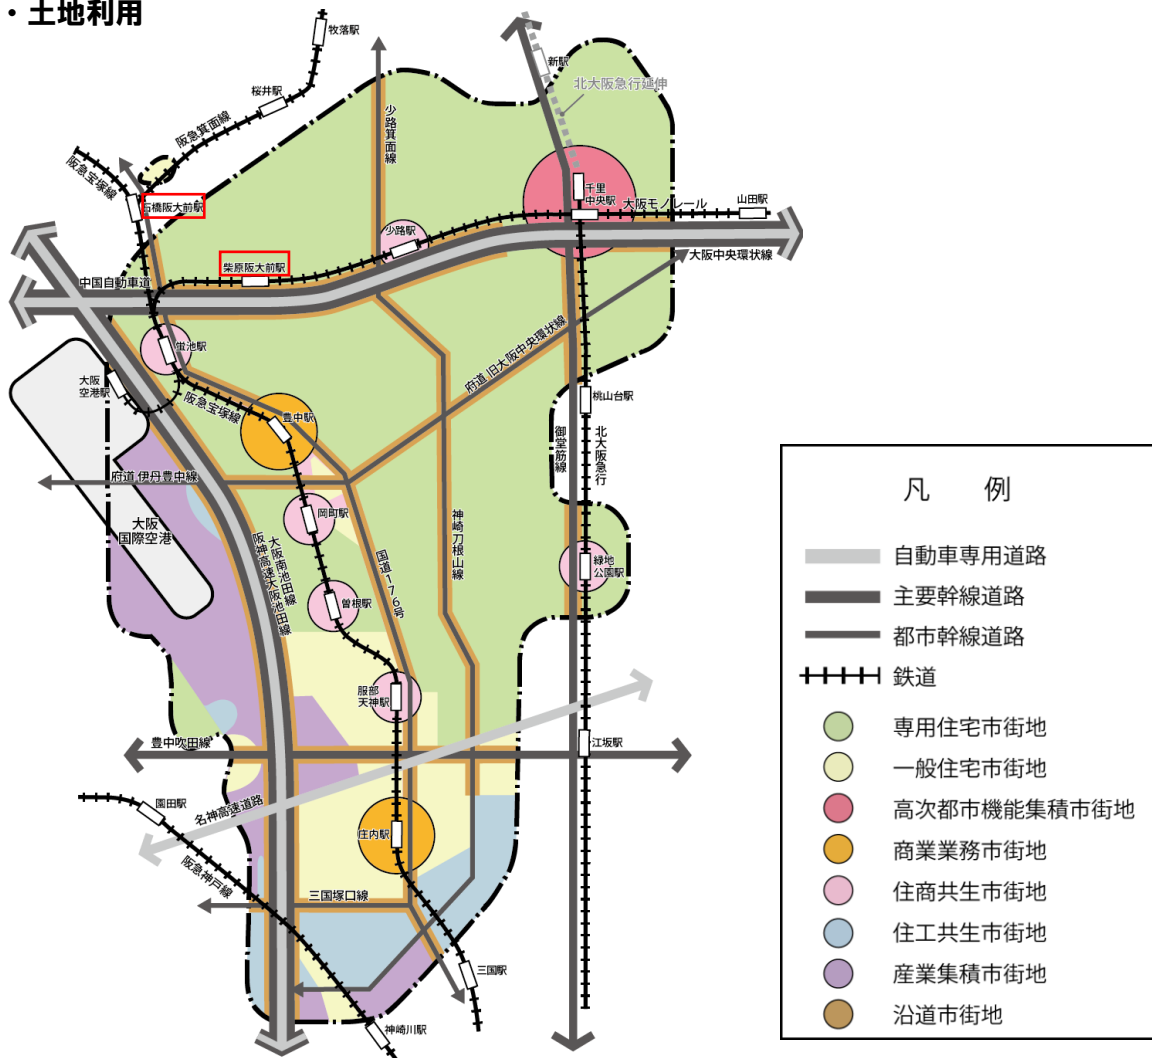 ・土地利用
牧落駅
新駅
北大阪急行延伸
桜井駅
阪急箕面線
少路箕面線
阪急宝塚線
石橋阪大前駅
千里
中央駅
大阪モノレール
山田駅
少路駅
柴原阪大前駅
大阪中央環状線
中国自動車道
蛍池駅
府道 旧大阪中央環状線
大阪
空港駅
阪急宝塚線
豊中駅
桃山台駅
御堂筋線
北大阪急行
府道 伊丹豊中線
大阪
国際空港
岡町駅
神崎刀根山線
大阪南池田線
阪神高速大阪池田線
国道176号
緑地
公園駅
曽根駅
服部
天神駅
豊中吹田線
江坂駅
園田駅
名神高速道路
庄内駅
阪急神戸線
三国塚口線
三国駅
神崎川駅
凡 例
自動車専用道路
主要幹線道路
都市幹線道路
鉄道
専用住宅市街地
一般住宅市街地
高次都市機能集積市街地
商業業務市街地
住商共生市街地
住工共生市街地
産業集積市街地
沿道市街地